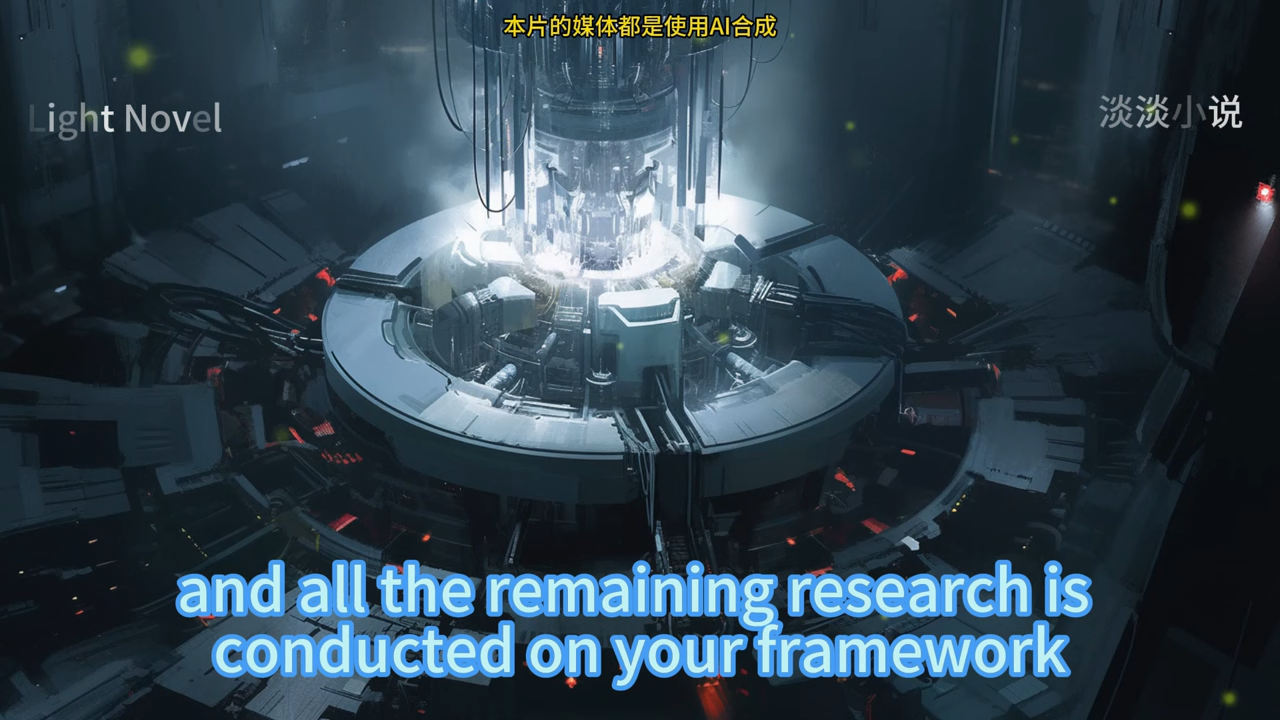 本片的媒体都是使用AI合成
Light Novel
淡淡小说
and all the remaining research is
conducted on your framework